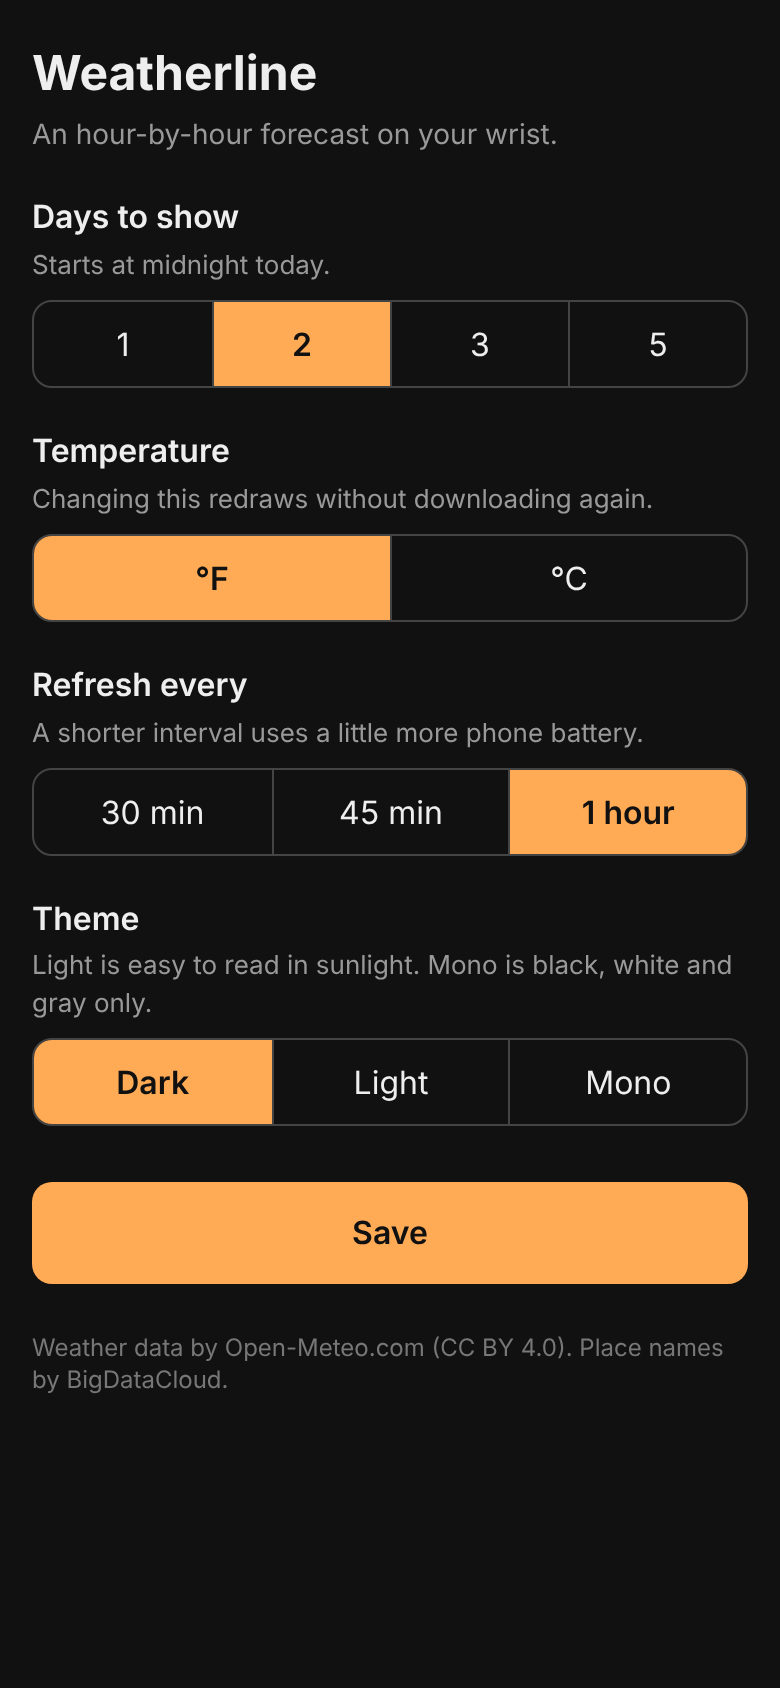 Weatherline
An hour-by-hour forecast on your wrist.
Days to show
Starts at midnight today.
1 2 3 5
Temperature
Changing this redraws without downloading again.
°F °C
Refresh every
A shorter interval uses a little more phone battery.
30 min 45 min 1 hour
Theme
Light is easy to read in sunlight. Mono is black, white and
gray only.
Dark Light Mono
Save
Weather data by Open-Meteo.com (CC BY 4.0). Place names
by BigDataCloud.